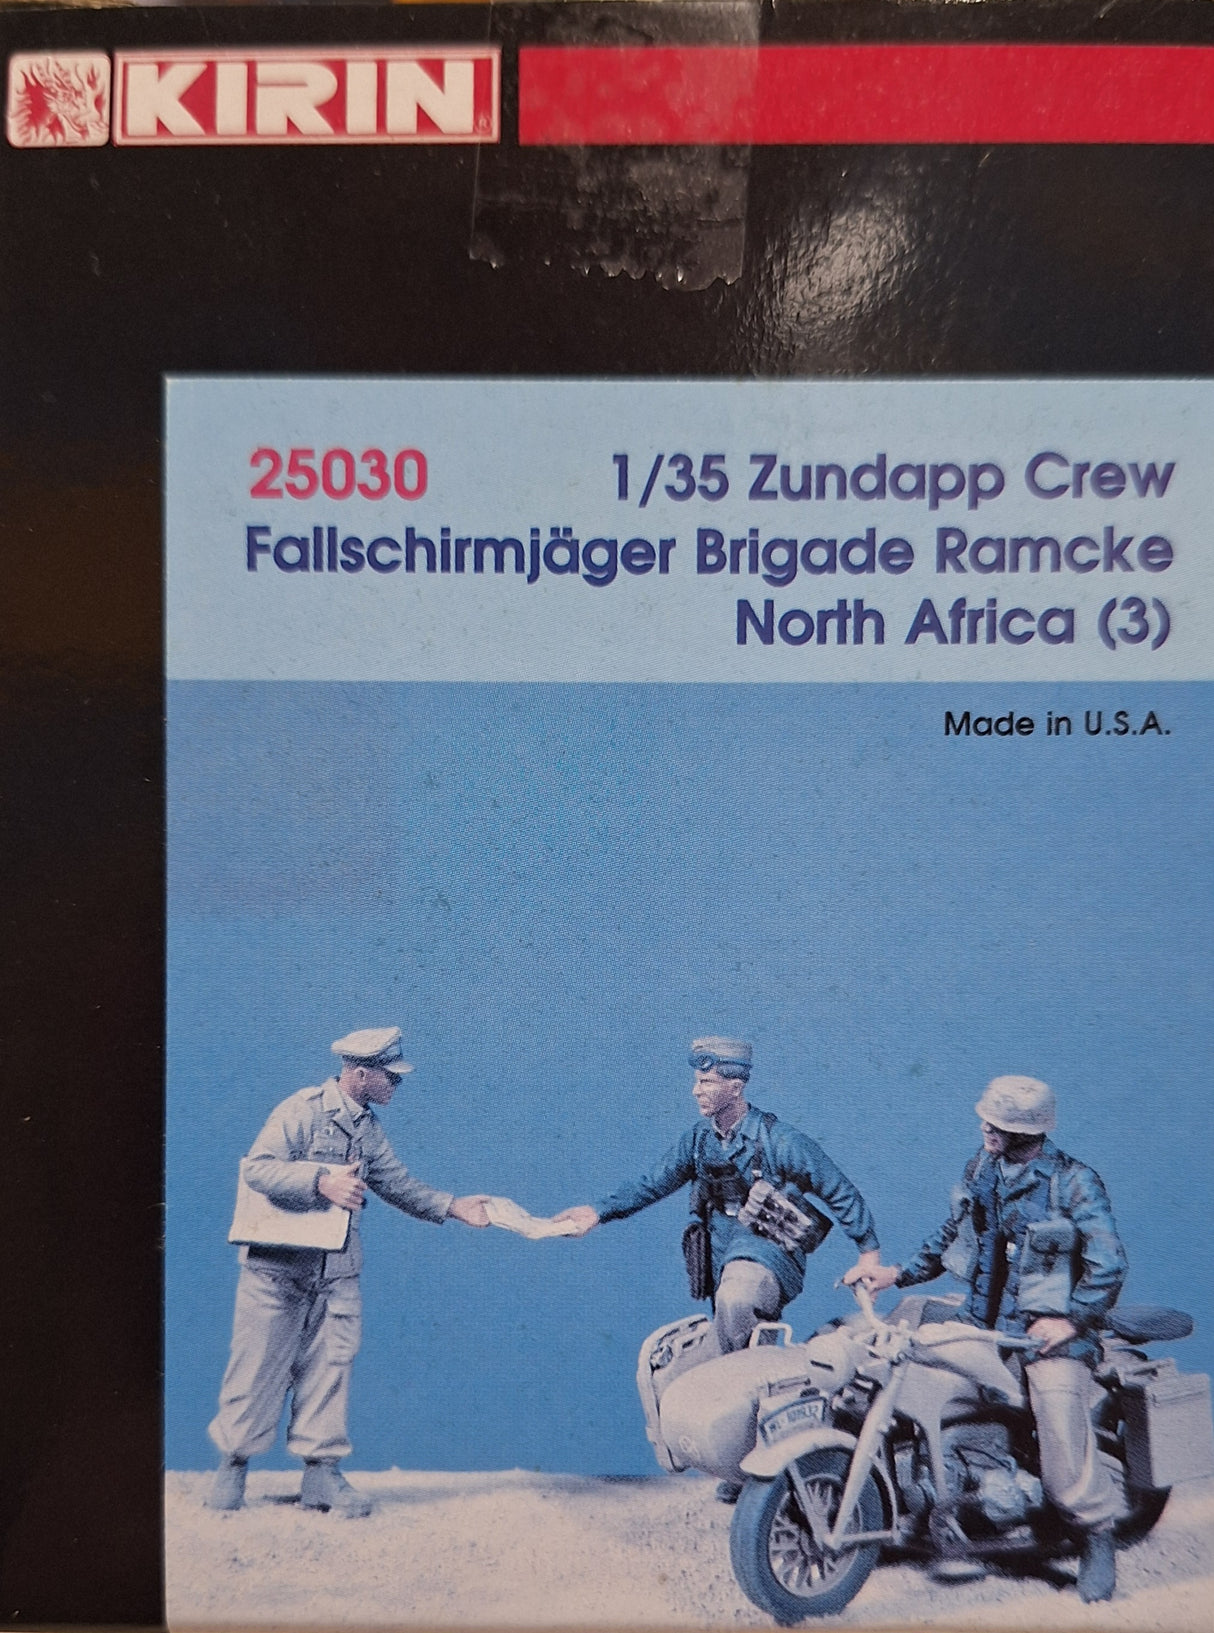 KIRIN®
25030 1/35 Zundapp Crew
Fallschirmjäger Brigade Ramcke
North Africa (3)
Made in U.S.A.